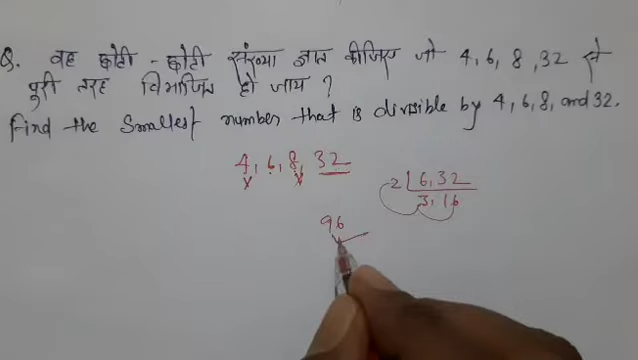 Q. वह छोटी - छोटी संख्या ज्ञात कीजिए जो 4, 6, 8, 32 से
पुरी तरह विभाजित हो जाय ?
Find the smallest number that is divisible by 4, 6, 8, and 32.
4, 6, 8, 32
2 6, 32
3, 16
96